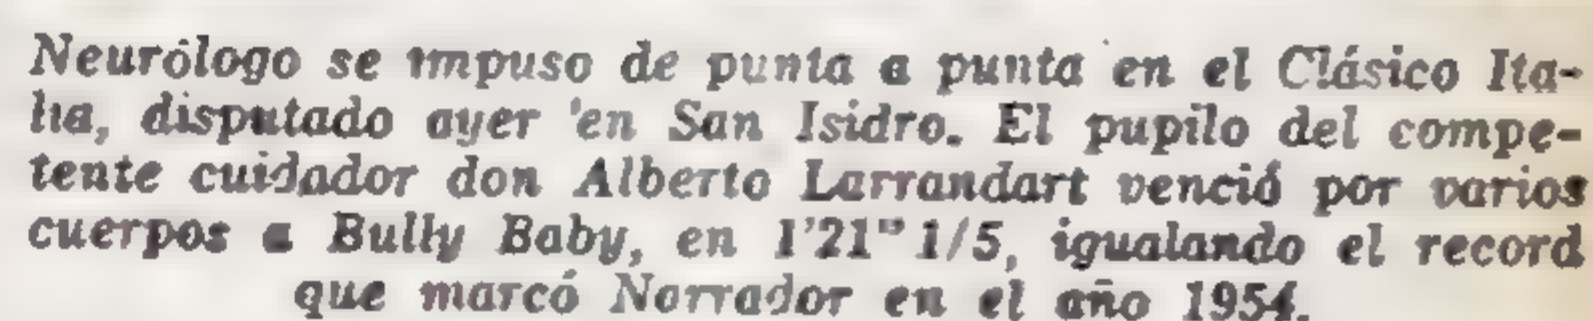 Neurólogo se impuso de punta a punta en el Clásico Ita-
lia, disputado ayer en San Isidro. El pupilo del compe-
tente cuidador don Alberto Larrandart venció por varios
cuerpos a Bully Baby, en 1'21" 1/5, igualando el record
que marcó Narrador en el año 1954.